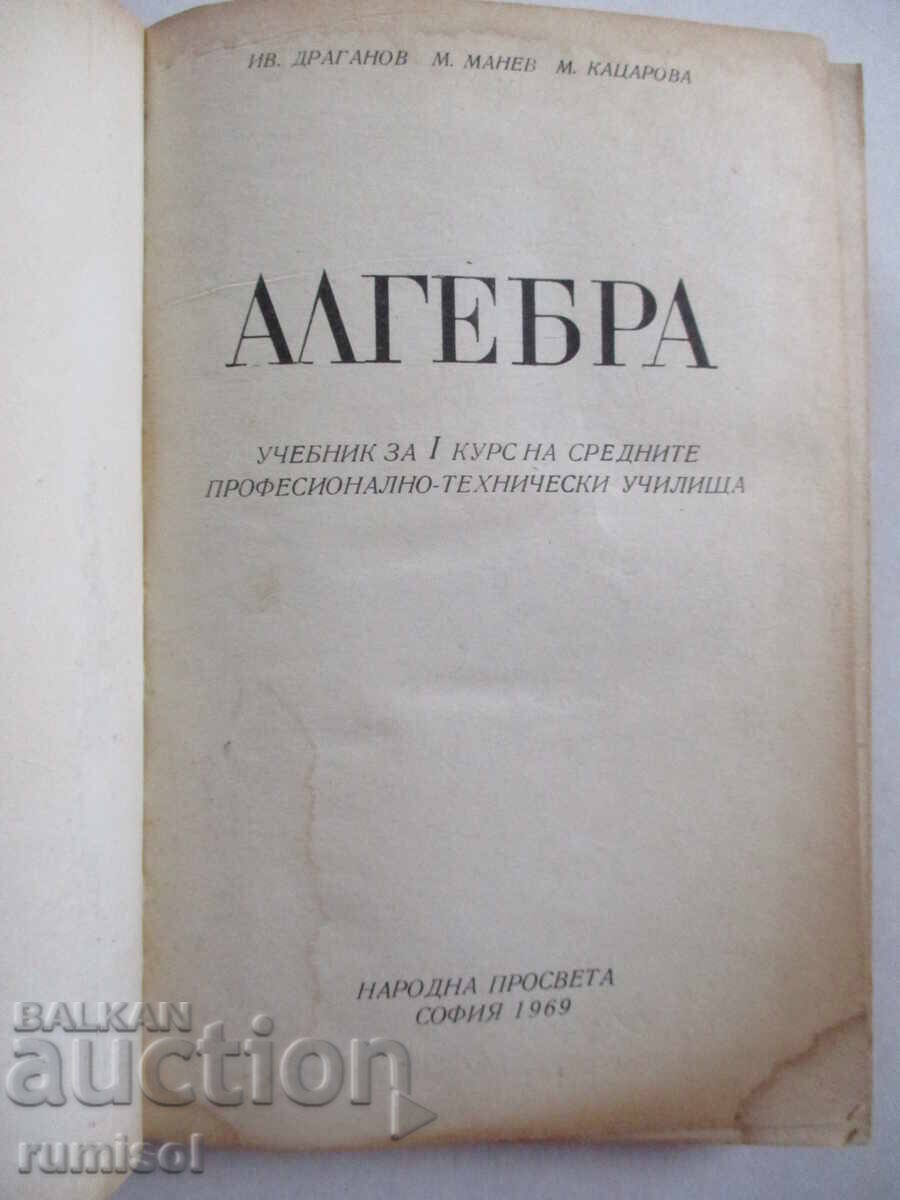 ИВ. ДРАГАНОВ М. МАНЕВ М. КАЦАРОВА
АЛГЕБРА
УЧЕБНИК ЗА I КУРС НА СРЕДНИТЕ
ПРОФЕСИОНАЛНО-ТЕХНИЧЕСКИ УЧИЛИЩА
НАРОДНА ПРОСВЕТА
СОФИЯ 1969
BALKAN
auction
rumisol